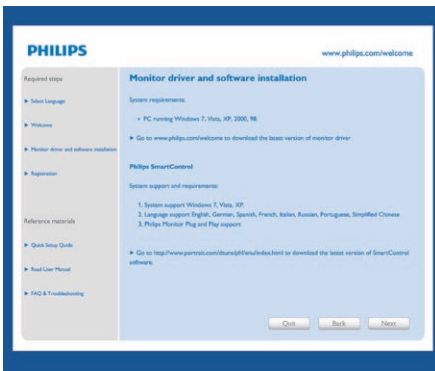 PHILIPS
www.philips.com/welcome
Required steps
Select Language
Welcome
Monitor driver and software installation
Registration
Reference materials
Quick Setup Guide
Read User Manual
FAQ & Troubleshooting
Monitor driver and software installation
System requirements:
• PC running Windows 7, Vista, XP, 2000, 98.
Go to www.philips.com/welcome to download the latest version of monitor driver
Philips SmartControl
System support and requirements:
1. System support Windows 7, Vista, XP.
2. Language support English, German, Spanish, French, Italian, Russian, Portuguese, Simplified Chinese
3. Philips Monitor Plug and Play support
Go to http://www.portrait.com/dtune/phl/enu/index.html to download the latest version of SmartControl
software.
Quit
Back
Next